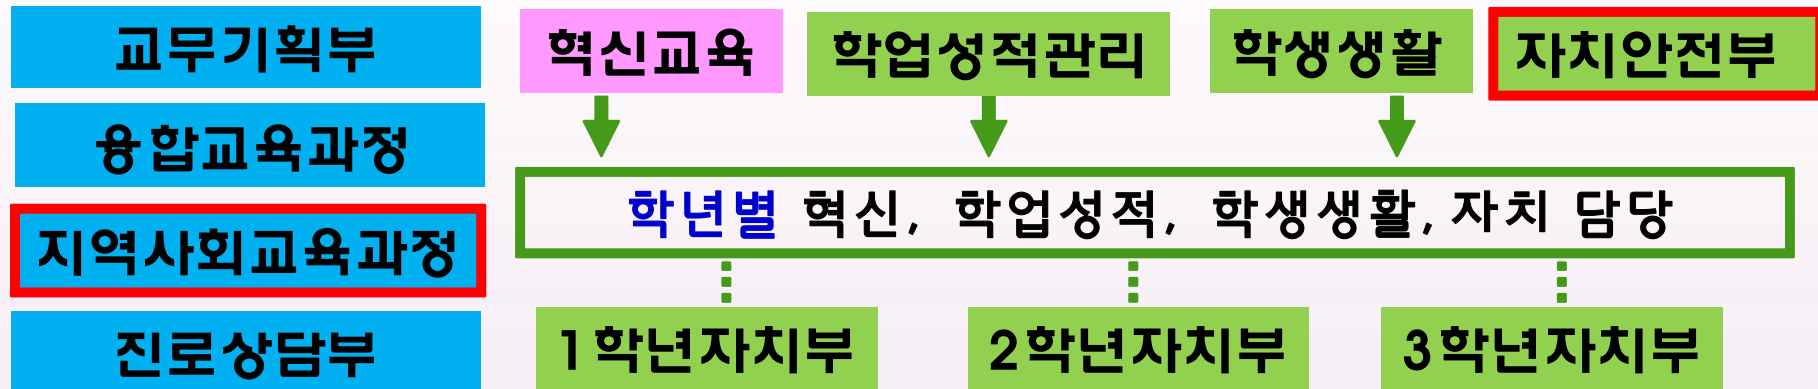 교무기획부
혁신교육
학업성적관리
학생생활
자치안전부
융합교육과정
학년별 혁신, 학업성적, 학생생활, 자치 담당
지역사회교육과정
진로상담부
1학년자치부
2학년자치부
3학년자치부